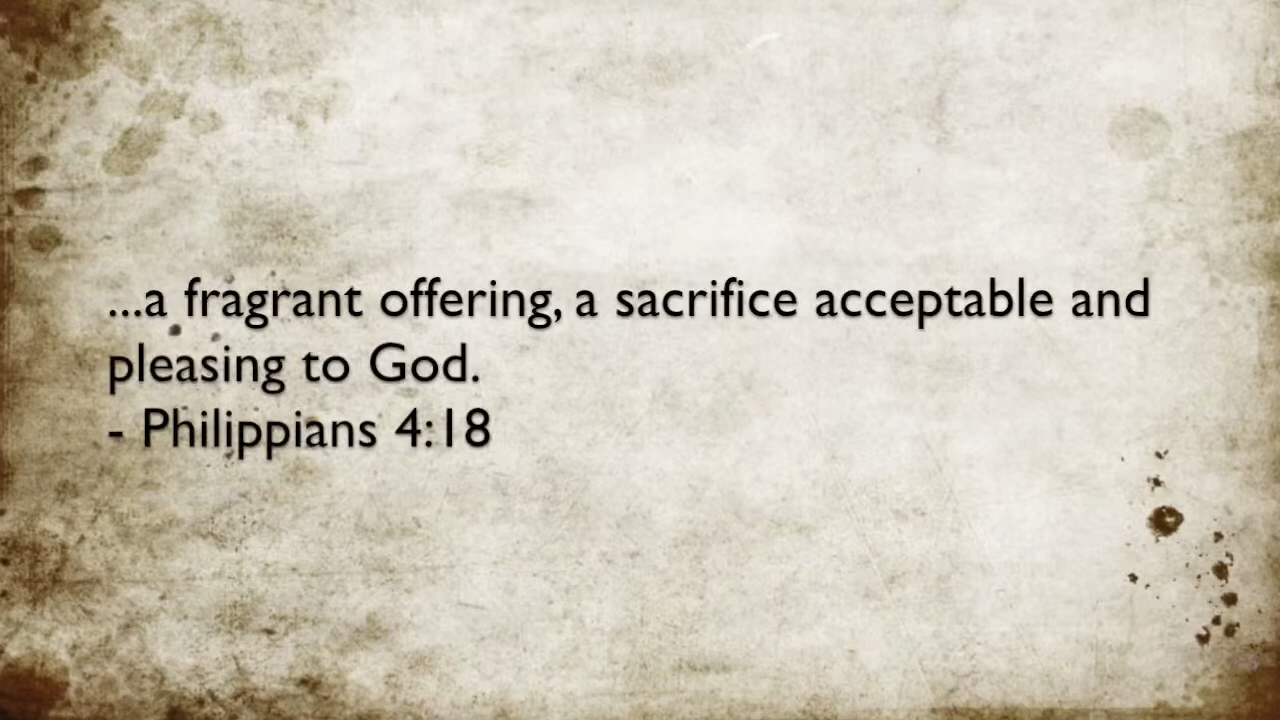 ...a fragrant offering, a sacrifice acceptable and
pleasing to God.
- Philippians 4:18